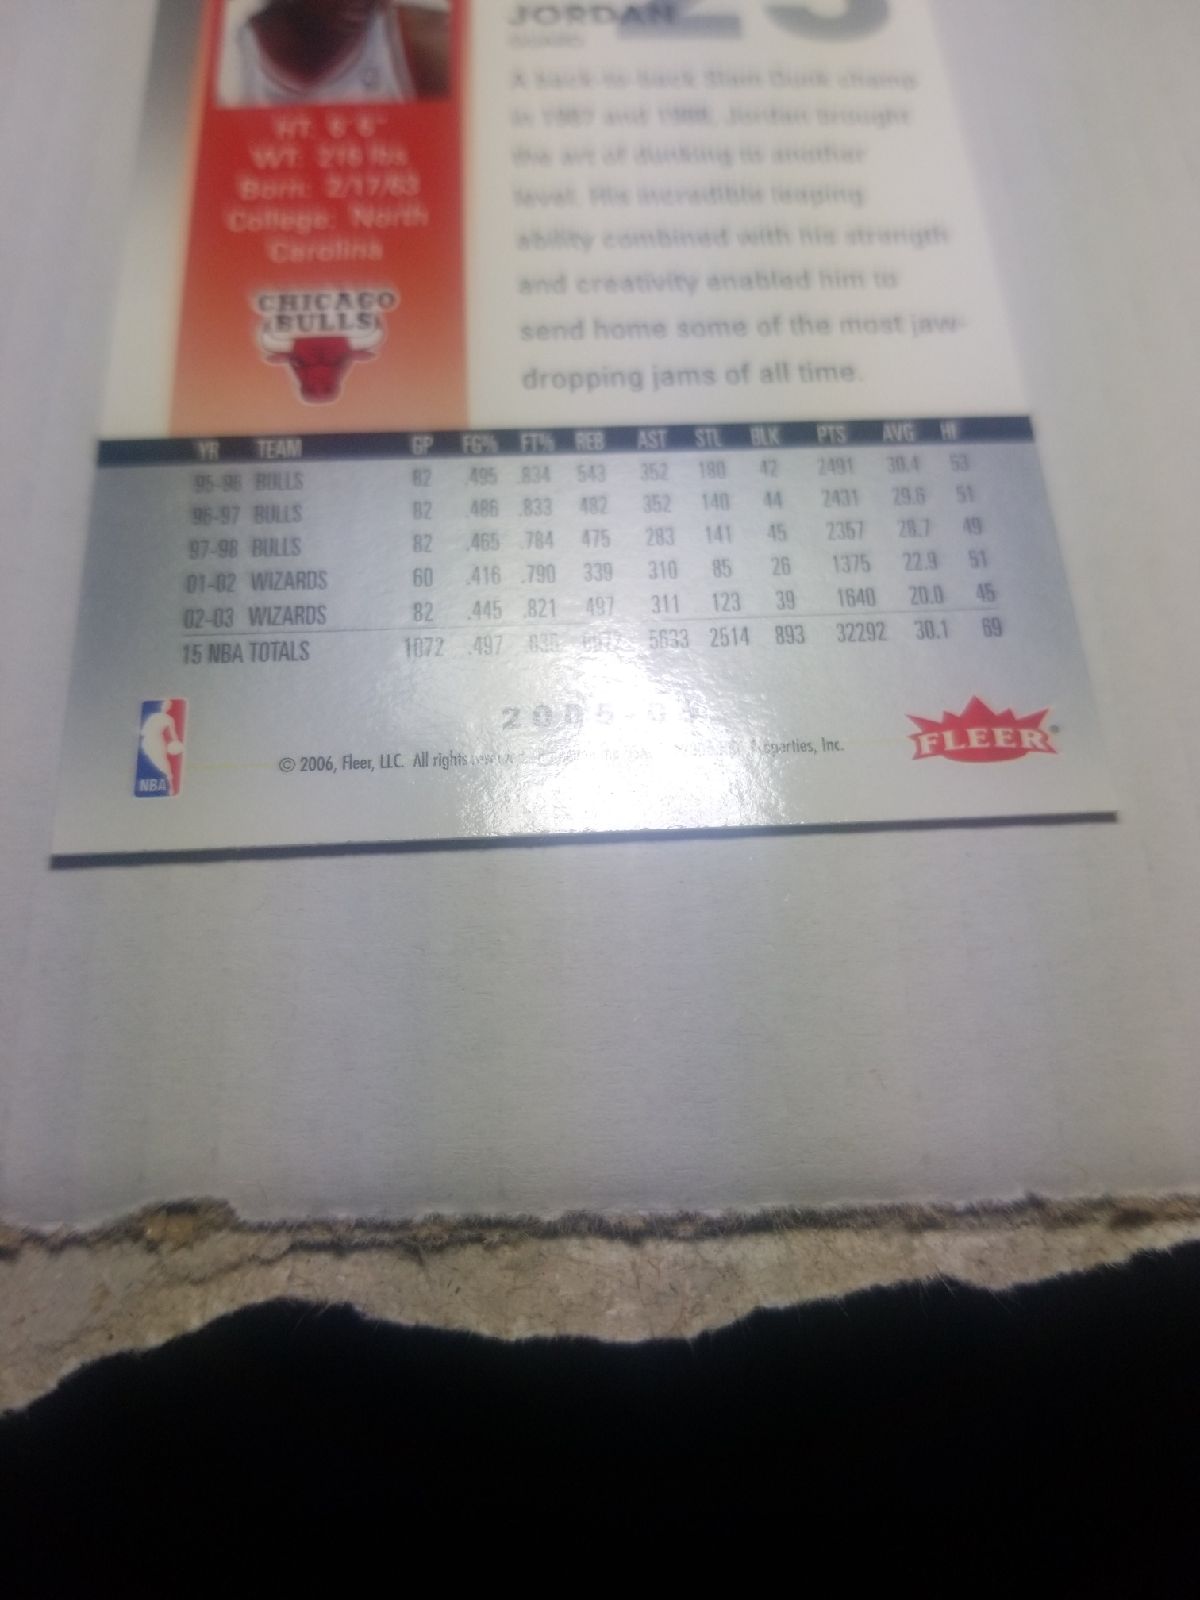 JORDAN 23
GUARD
HT: 6' 6"
WT: 216 lbs.
Born: 2/17/63
College: North
Carolina
CHICAGO
BULLS
A back-to-back Slam Dunk champ
in 1987 and 1988, Jordan brought
the art of dunking to another
level. His incredible leaping
ability combined with his strength
and creativity enabled him to
send home some of the most jaw-
dropping jams of all time.
YR TEAM GP FG% FT% REB AST STL BLK PTS AVG HI
95-96 BULLS 82 .495 .834 543 352 180 42 2491 30.4 53
96-97 BULLS 82 .486 .833 482 352 140 44 2431 29.6 51
97-98 BULLS 82 .465 .784 475 283 141 45 2357 28.7 49
01-02 WIZARDS 60 .416 .790 339 310 85 26 1375 22.9 51
02-03 WIZARDS 82 .445 .821 497 311 123 39 1640 20.0 45
15 NBA TOTALS 1072 .497 .835 6672 5633 2514 893 32292 30.1 69
NBA
© 2006, Fleer, LLC. All rights Properties, Inc.
FLEER